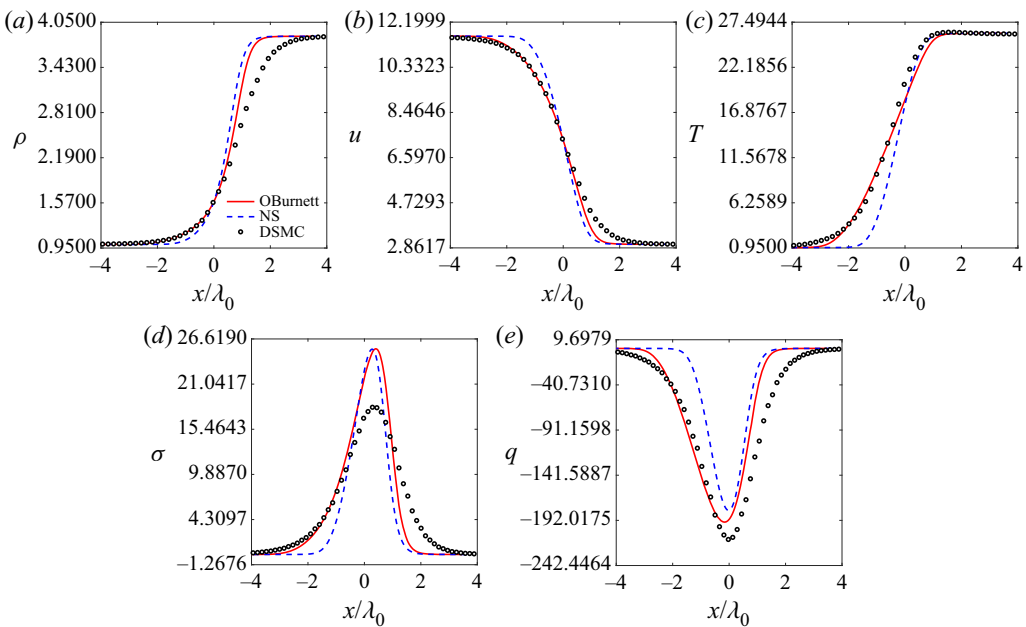 (a) 4.0500
3.4300
2.8100
ρ
2.1900
1.5700
0.9500
OBurnett
NS
DSMC
−4 −2 0 2 4
x/λ0
(b) 12.1999
10.3323
8.4646
u
6.5970
4.7293
2.8617
−4 −2 0 2 4
x/λ0
(c) 27.4944
22.1856
16.8767
T
11.5678
6.2589
0.9500
−4 −2 0 2 4
x/λ0
(d) 26.6190
21.0417
15.4643
σ
9.8870
4.3097
−1.2676
−4 −2 0 2 4
x/λ0
(e) 9.6979
−40.7310
−91.1598
q
−141.5887
−192.0175
−242.4464
−4 −2 0 2 4
x/λ0